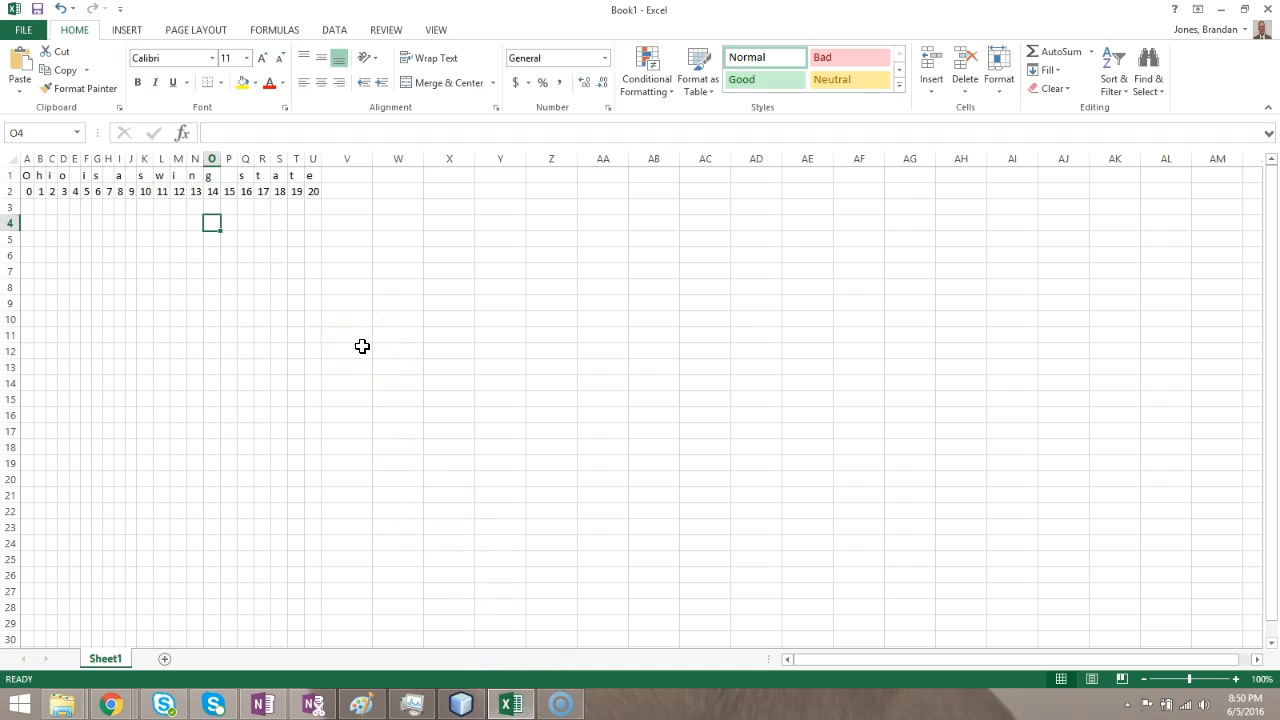 Book1 - Excel
FILE HOME INSERT PAGE LAYOUT FORMULAS DATA REVIEW VIEW Jones, Brandan
Paste Cut Copy Format Painter Clipboard
Calibri 11 B I U Font
Wrap Text Merge & Center Alignment
General $ % , Number
Conditional Formatting Format as Table Normal Bad Good Neutral Styles
Insert Delete Format Cells
AutoSum Fill Clear Sort & Filter Find & Select Editing
O4 fx
A B C D E F G H I J K L M N O P Q R S T U V W X Y Z AA AB AC AD AE AF AG AH AI AJ AK AL AM
1 O h i o i s a s w i n g s t a t e
2 0 1 2 3 4 5 6 7 8 9 10 11 12 13 14 15 16 17 18 19 20
3
4
5
6
7
8
9
10
11
12
13
14
15
16
17
18
19
20
21
22
23
24
25
26
27
28
29
30
Sheet1
READY 100%
8:50 PM
6/5/2016